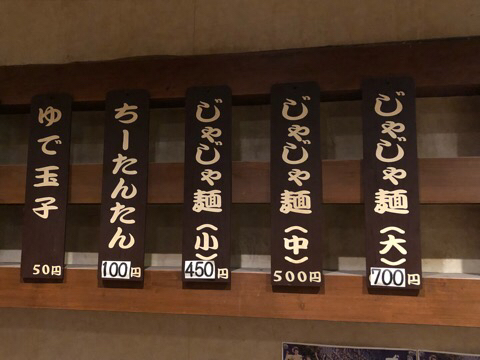 じゃじゃ麺(大)
700円
じゃじゃ麺(中)
500円
じゃじゃ麺(小)
450円
ちーたんたん
100円
ゆで玉子
50円